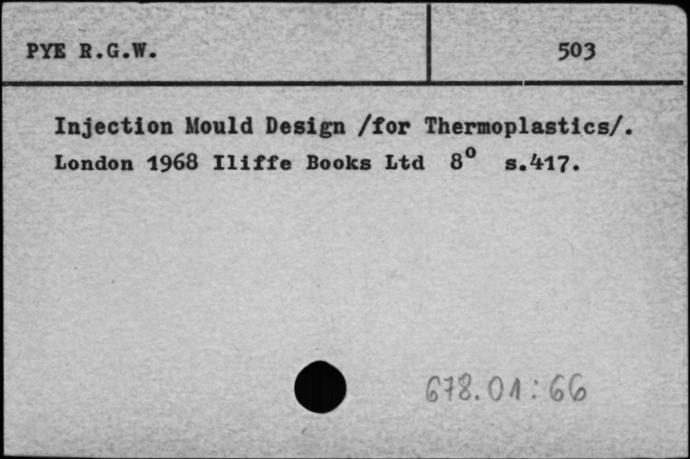 PYE R.G.W.
503
Injection Mould Design /for Thermoplastics/.
London 1968 Iliffe Books Ltd 8° s.417.
678.01:66